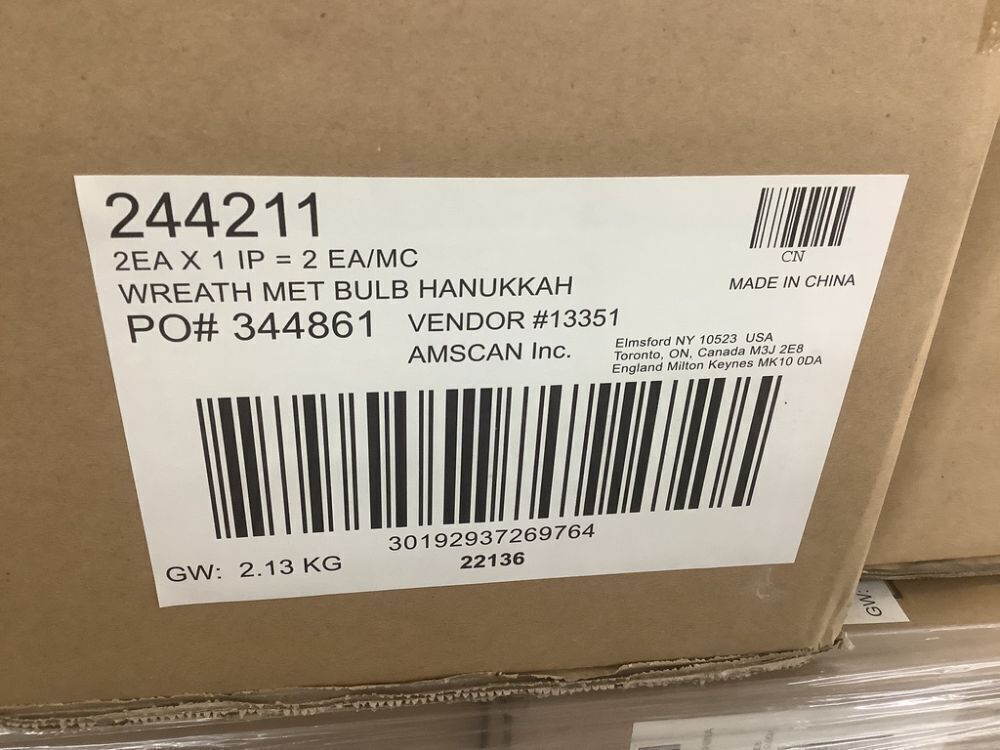 244211
2EA X 1 IP = 2 EA/MC
WREATH MET BULB HANUKKAH
PO# 344861
VENDOR #13351
AMSCAN Inc.
CN
MADE IN CHINA
Elmsford NY 10523 USA
Toronto, ON, Canada M3J 2E8
England Milton Keynes MK10 0DA
30192937269764
22136
GW: 2.13 KG
GW: